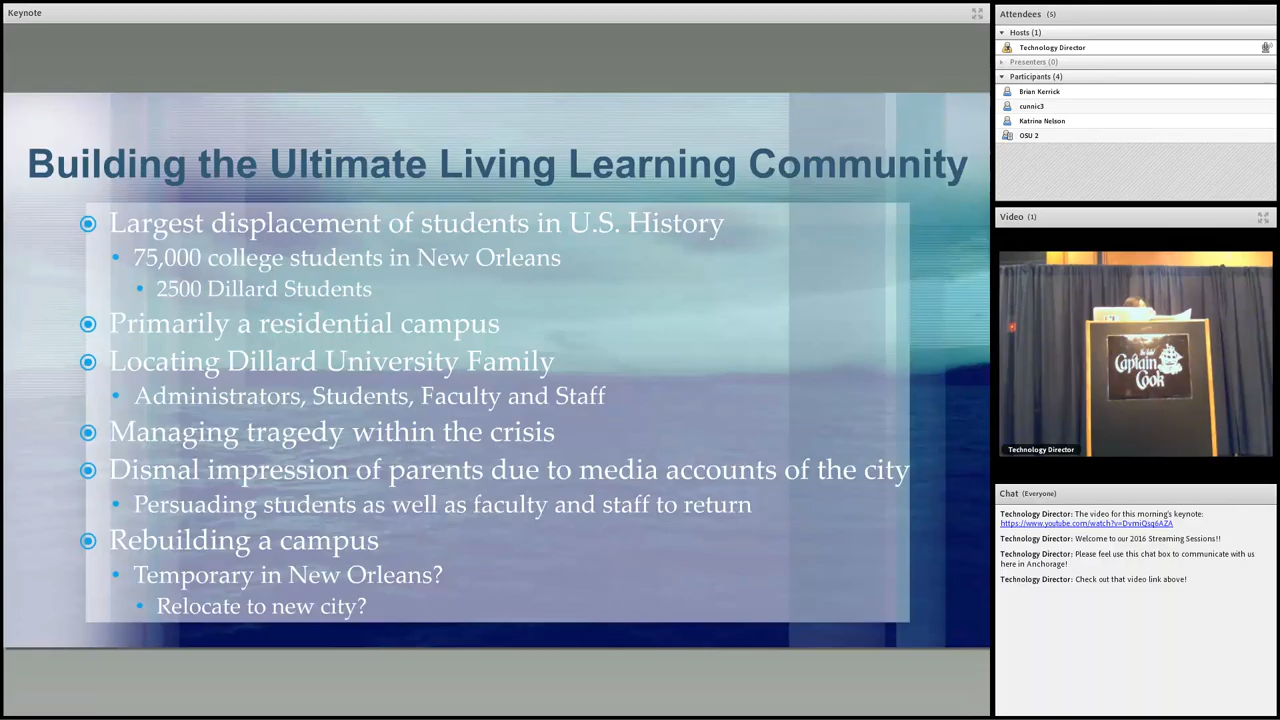 Keynote
Building the Ultimate Living Learning Community
Largest displacement of students in U.S. History
75,000 college students in New Orleans
2500 Dillard Students
Primarily a residential campus
Locating Dillard University Family
Administrators, Students, Faculty and Staff
Managing tragedy within the crisis
Dismal impression of parents due to media accounts of the city
Persuading students as well as faculty and staff to return
Rebuilding a campus
Temporary in New Orleans?
Relocate to new city?
Attendees (5)
Hosts (1)
Technology Director
Presenters (0)
Participants (4)
Brian Kerrick
cunnic3
Katrina Nelson
OSU 2
Video (1)
Captain
Cook
Technology Director
Chat (Everyone)
Technology Director: The video for this morning's keynote:
https://www.youtube.com/watch?v=DvmiQsq6AZA
Technology Director: Welcome to our 2016 Streaming Sessions!!
Technology Director: Please feel use this chat box to communicate with us
here in Anchorage!
Technology Director: Check out that video link above!